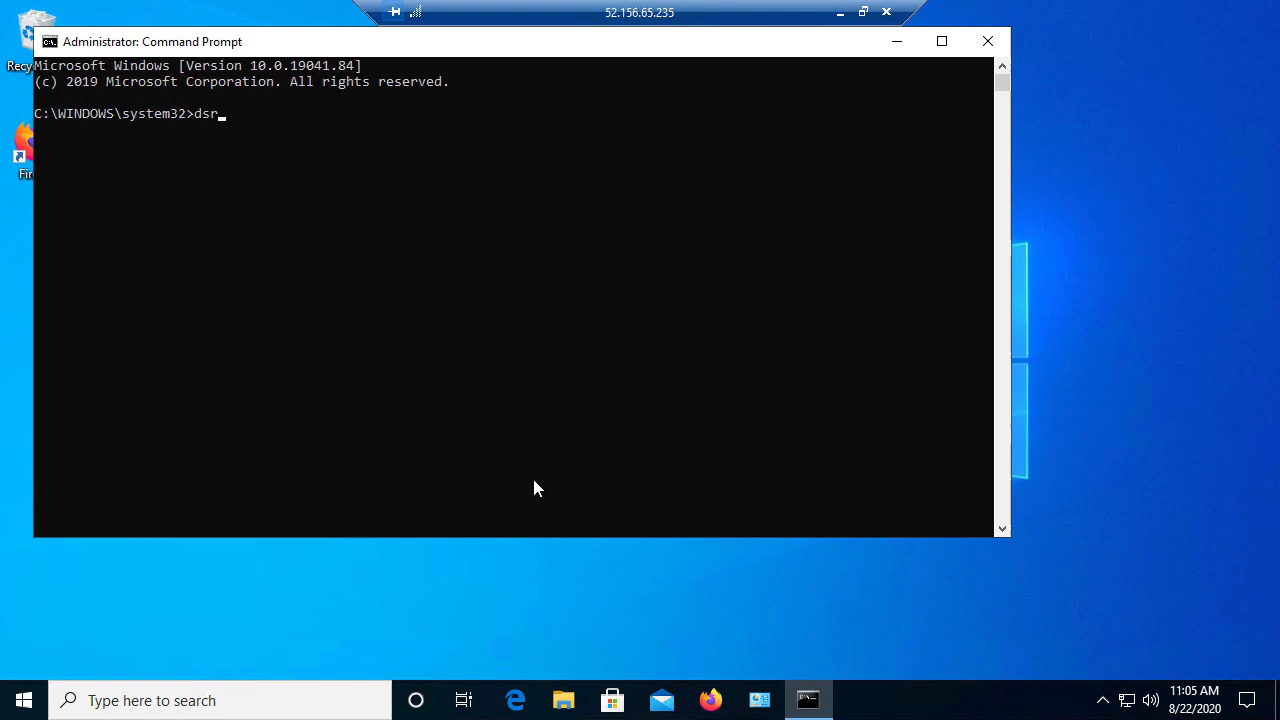 52.156.65.235
Administrator: Command Prompt
Microsoft Windows [Version 10.0.19041.84]
(c) 2019 Microsoft Corporation. All rights reserved.
C:\WINDOWS\system32>dsr_
Recy
Fir
Type here to search
11:05 AM
8/22/2020